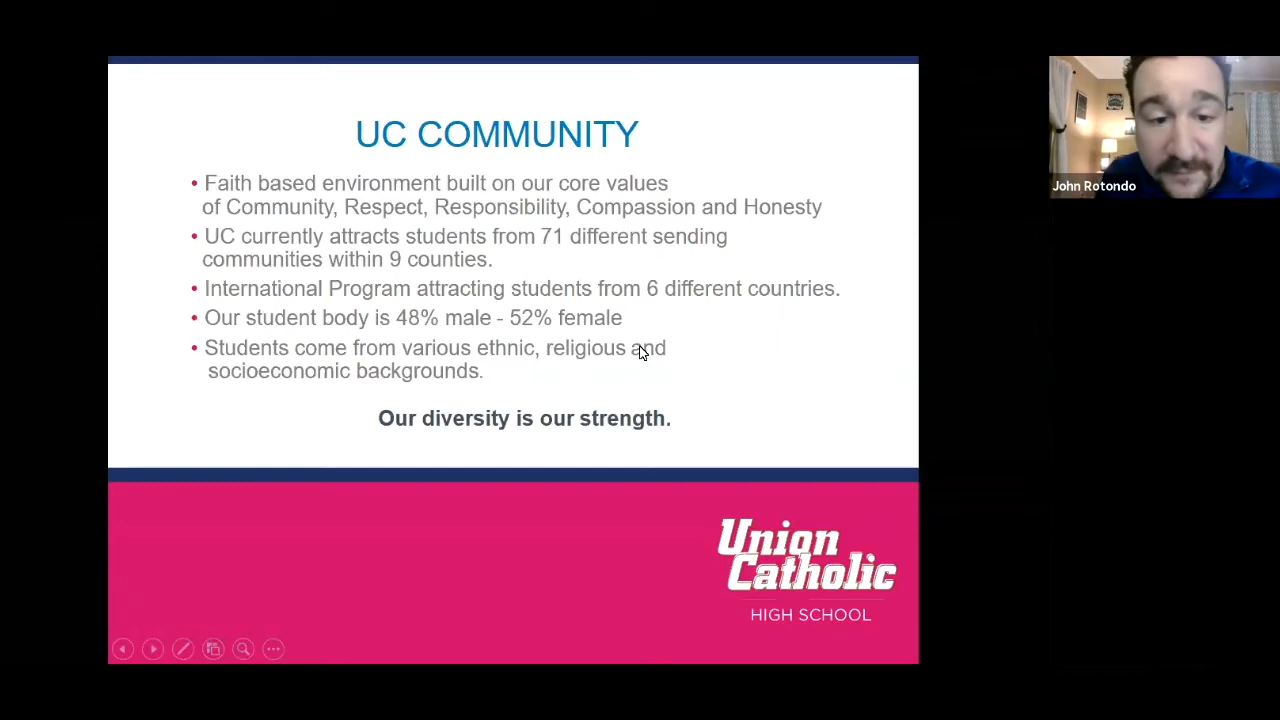 UC COMMUNITY
• Faith based environment built on our core values
of Community, Respect, Responsibility, Compassion and Honesty
• UC currently attracts students from 71 different sending
communities within 9 counties.
• International Program attracting students from 6 different countries.
• Our student body is 48% male - 52% female
• Students come from various ethnic, religious and
socioeconomic backgrounds.
Our diversity is our strength.
Union
Catholic
HIGH SCHOOL
John Rotondo